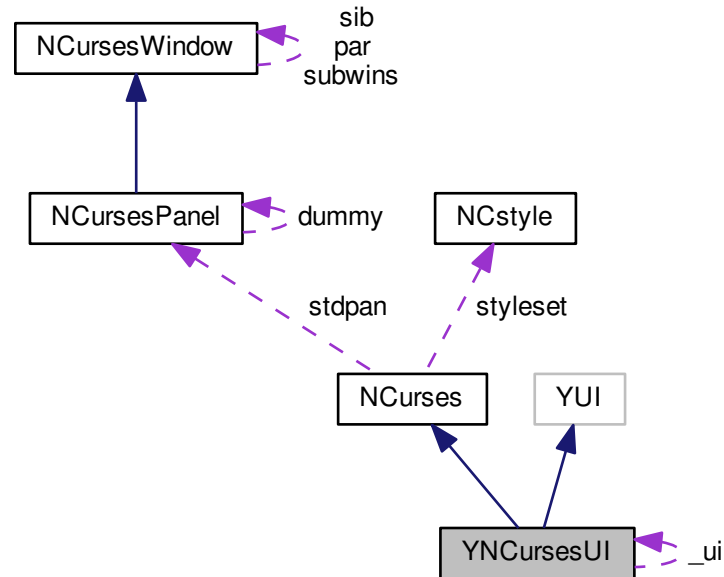 sib
NCursesWindow
par
subwins
NCursesPanel
dummy
NCstyle
stdpan
styleset
NCurses
YUI
YNCursesUI
_ui